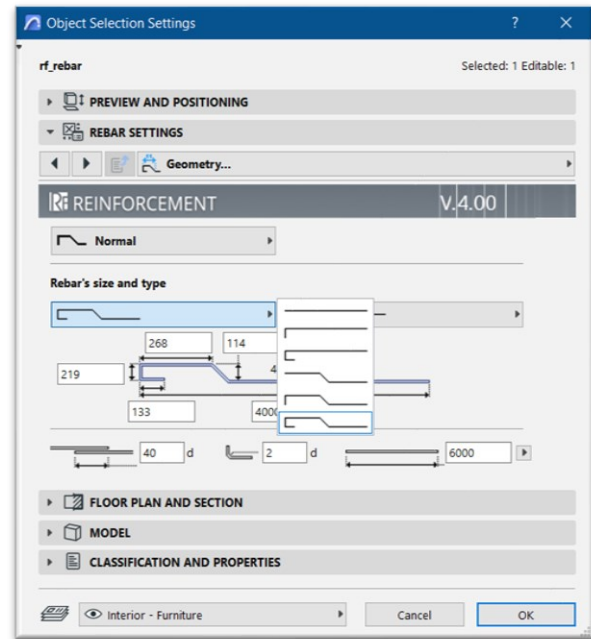 Object Selection Settings ? ×
rf_rebar Selected: 1 Editable: 1
PREVIEW AND POSITIONING
REBAR SETTINGS
Geometry...
REINFORCEMENT V.4.00
Normal
Rebar's size and type
268 114
219 4
133 4000
40 d 2 d 6000
FLOOR PLAN AND SECTION
MODEL
CLASSIFICATION AND PROPERTIES
Interior - Furniture Cancel OK